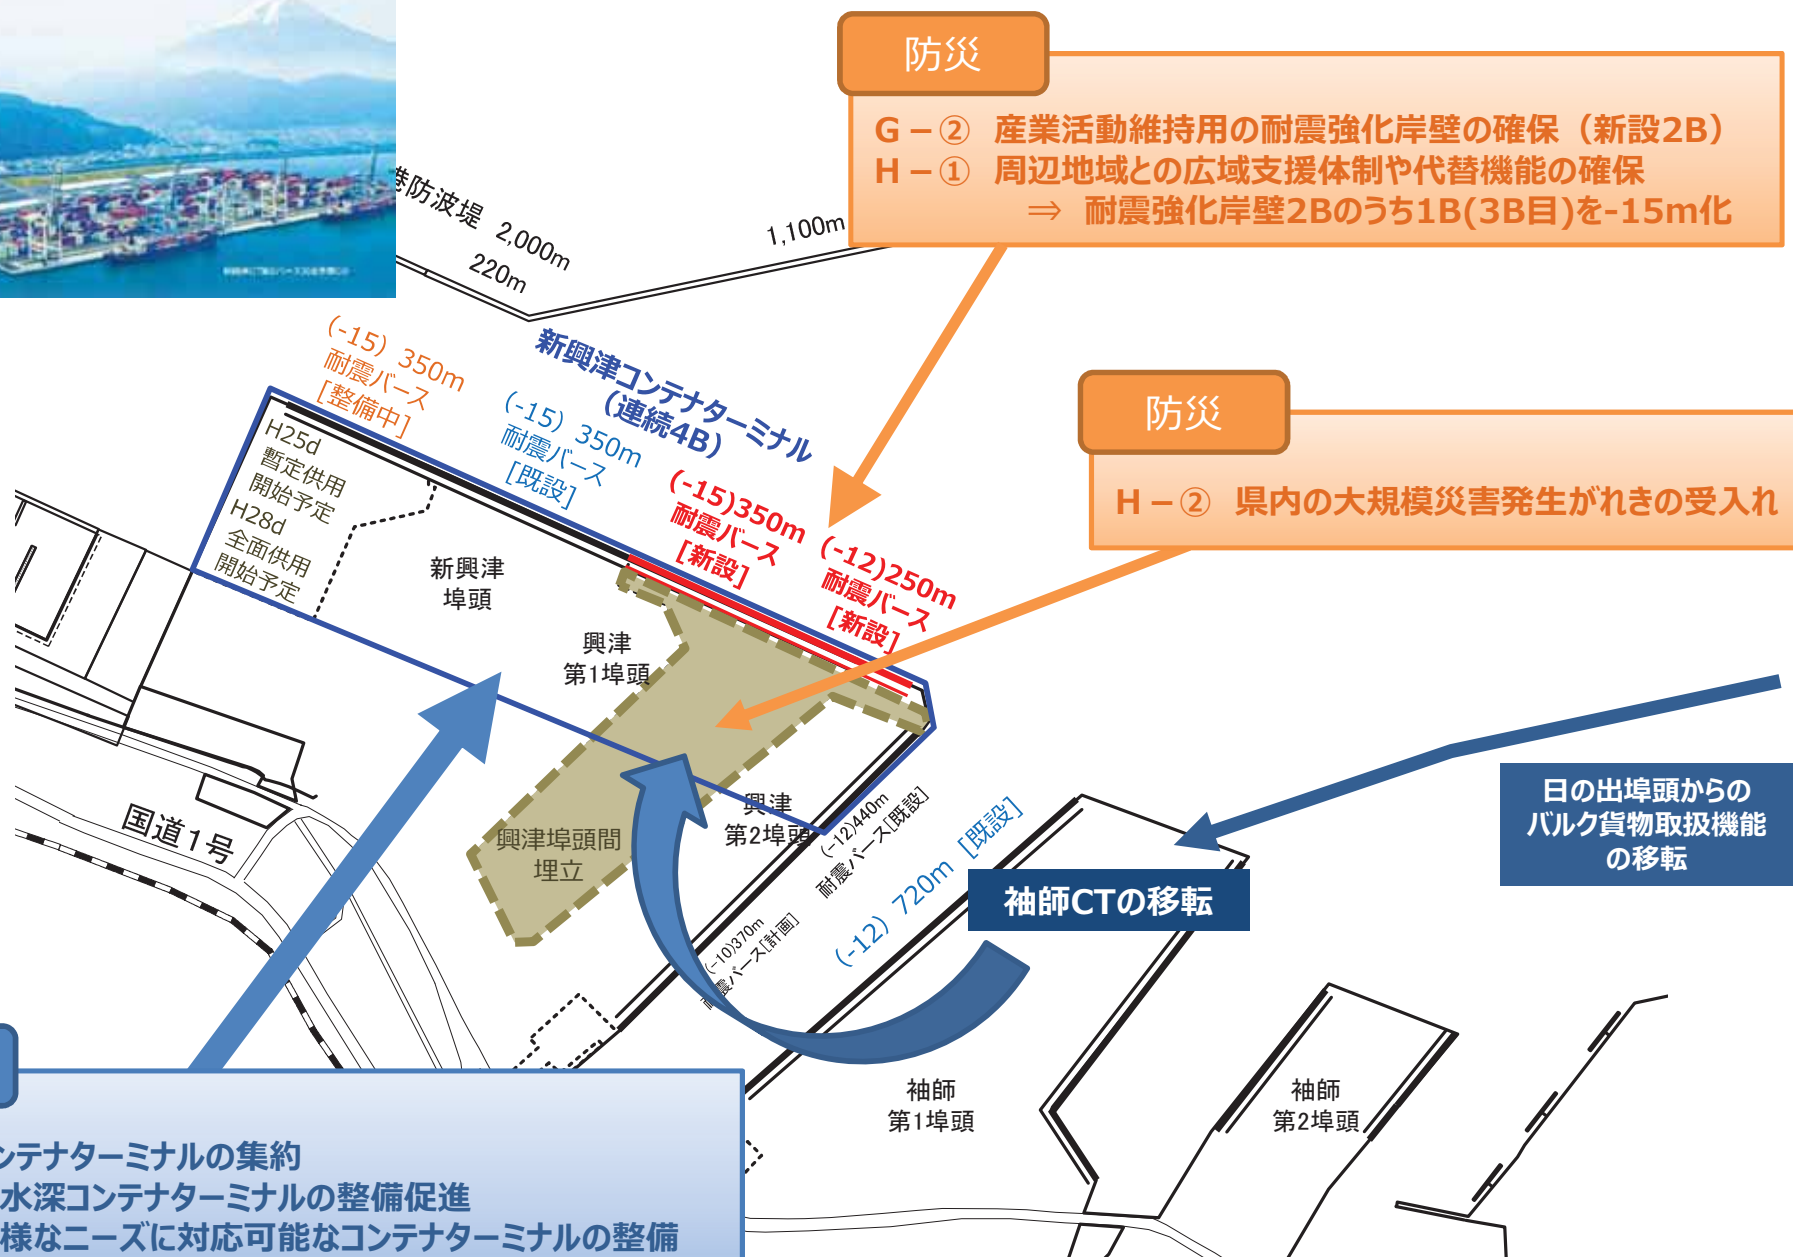 防災
G－② 産業活動維持用の耐震強化岸壁の確保（新設2B）
H－① 周辺地域との広域支援体制や代替機能の確保
⇒ 耐震強化岸壁2Bのうち1B(3B目)を-15m化
港防波堤 2,000m
220m
1,100m
新興津コンテナターミナル
（連続4B）
(-15) 350m
耐震バース
[整備中]
(-15) 350m
耐震バース
[既設]
(-15)350m
耐震バース
[新設]
(-12)250m
耐震バース
[新設]
防災
H－② 県内の大規模災害発生がれきの受入れ
H25d
暫定供用
開始予定
H28d
全面供用
開始予定
新興津
埠頭
興津
第1埠頭
興津
第2埠頭
興津埠頭間
埋立
国道1号
(-12)440m
耐震バース[既設]
(-10)370m
耐震バース[計画]
(-12) 720m [既設]
袖師CTの移転
日の出埠頭からの
バルク貨物取扱機能
の移転
袖師
第1埠頭
袖師
第2埠頭
ンテナターミナルの集約
水深コンテナターミナルの整備促進
様なニーズに対応可能なコンテナターミナルの整備